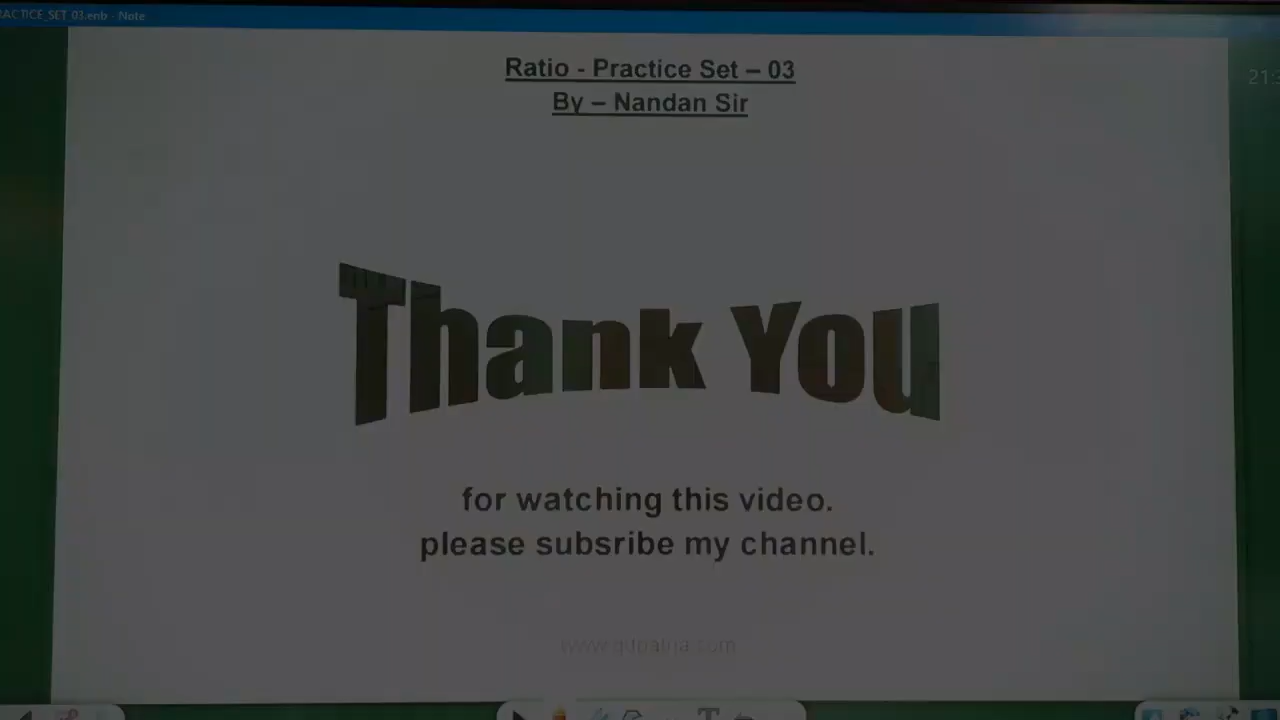 Ratio - Practice Set – 03
By – Nandan Sir
Thank You
for watching this video.
please subsribe my channel.